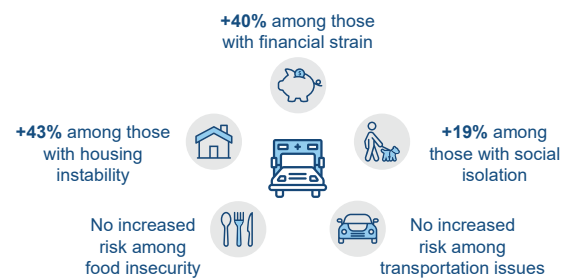 +40% among those
with financial strain
+43% among those
with housing
instability
+19% among
those with social
isolation
No increased
risk among
food insecurity
No increased
risk among
transportation issues